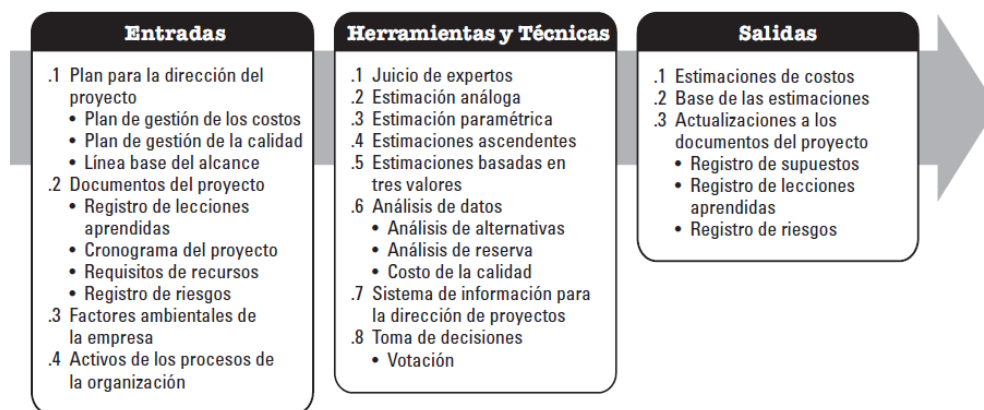 Entradas
.1 Plan para la dirección del
proyecto
• Plan de gestión de los costos
• Plan de gestión de la calidad
• Línea base del alcance
.2 Documentos del proyecto
• Registro de lecciones
aprendidas
• Cronograma del proyecto
• Requisitos de recursos
• Registro de riesgos
.3 Factores ambientales de
la empresa
.4 Activos de los procesos de
la organización
Herramientas y Técnicas
.1 Juicio de expertos
.2 Estimación análoga
.3 Estimación paramétrica
.4 Estimaciones ascendentes
.5 Estimaciones basadas en
tres valores
.6 Análisis de datos
• Análisis de alternativas
• Análisis de reserva
• Costo de la calidad
.7 Sistema de información para
la dirección de proyectos
.8 Toma de decisiones
• Votación
Salidas
.1 Estimaciones de costos
.2 Base de las estimaciones
.3 Actualizaciones a los
documentos del proyecto
• Registro de supuestos
• Registro de lecciones
aprendidas
• Registro de riesgos